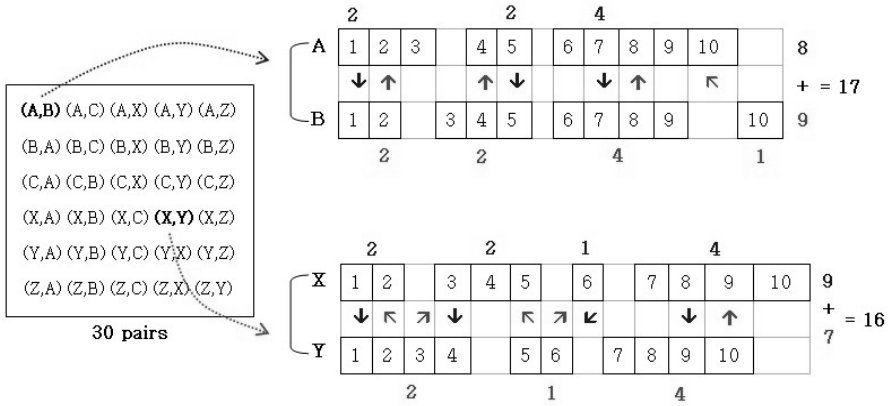 2 2 4
A 1 2 3 4 5 6 7 8 9 10 8
+ = 17
B 1 2 3 4 5 6 7 8 9 10 9
2 2 4 1
(A,B) (A,C) (A,X) (A,Y) (A,Z)
(B,A) (B,C) (B,X) (B,Y) (B,Z)
(C,A) (C,B) (C,X) (C,Y) (C,Z)
(X,A) (X,B) (X,C) (X,Y) (X,Z)
(Y,A) (Y,B) (Y,C) (Y,X) (Y,Z)
(Z,A) (Z,B) (Z,C) (Z,X) (Z,Y)
30 pairs
2 2 1 4
X 1 2 3 4 5 6 7 8 9 10 9
+ = 16
Y 1 2 3 4 5 6 7 8 9 10 7
2 1 4